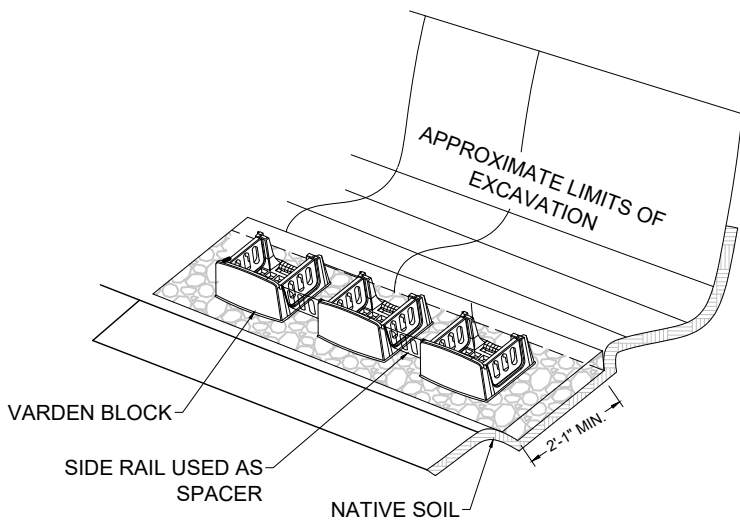 APPROXIMATE LIMITS OF
EXCAVATION
VARDEN BLOCK
SIDE RAIL USED AS
SPACER
NATIVE SOIL
2'-1" MIN.